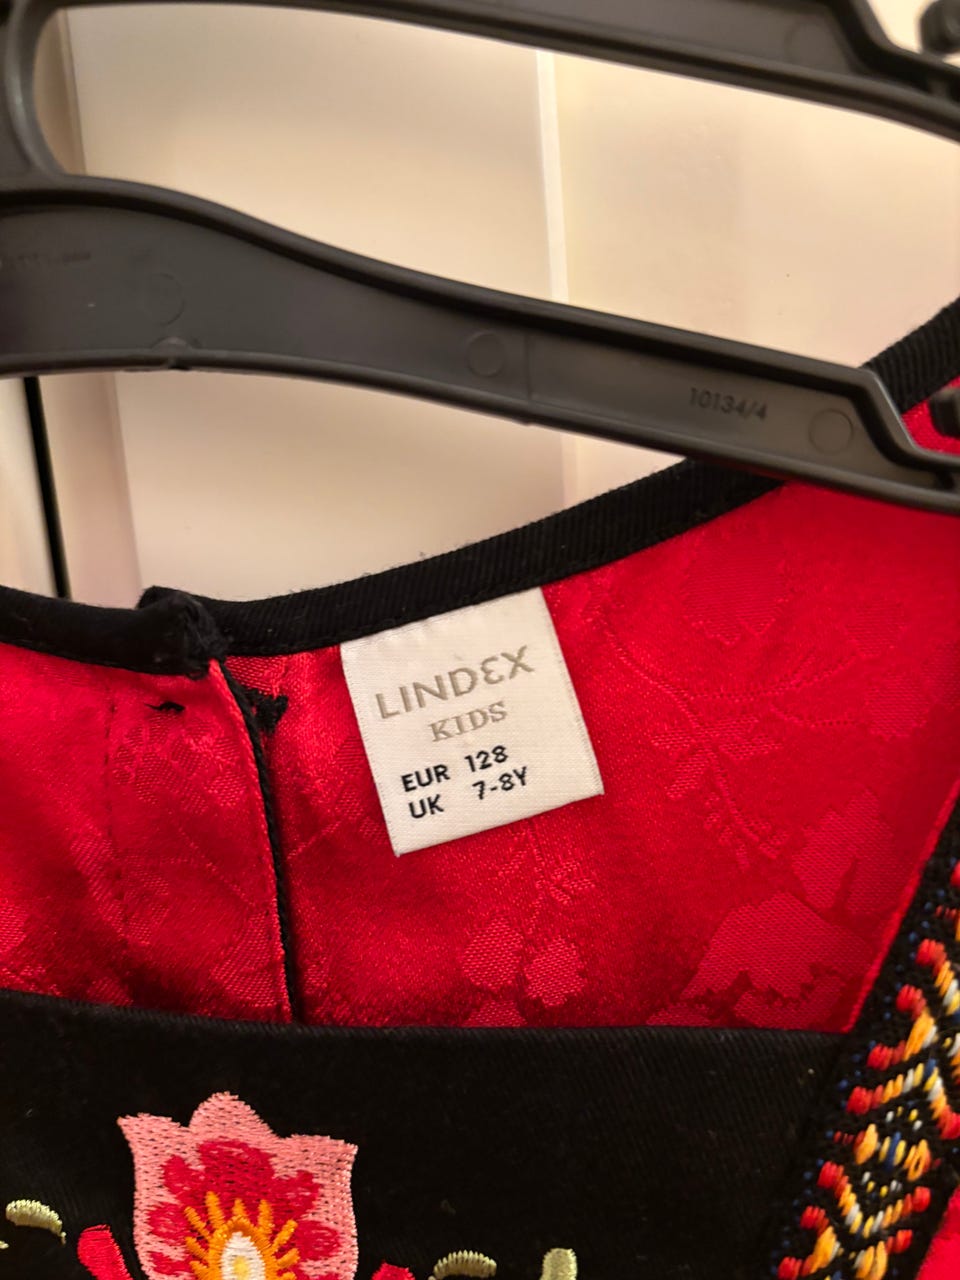 10134/4
LINDEX
KIDS
EUR 128
UK 7-8Y